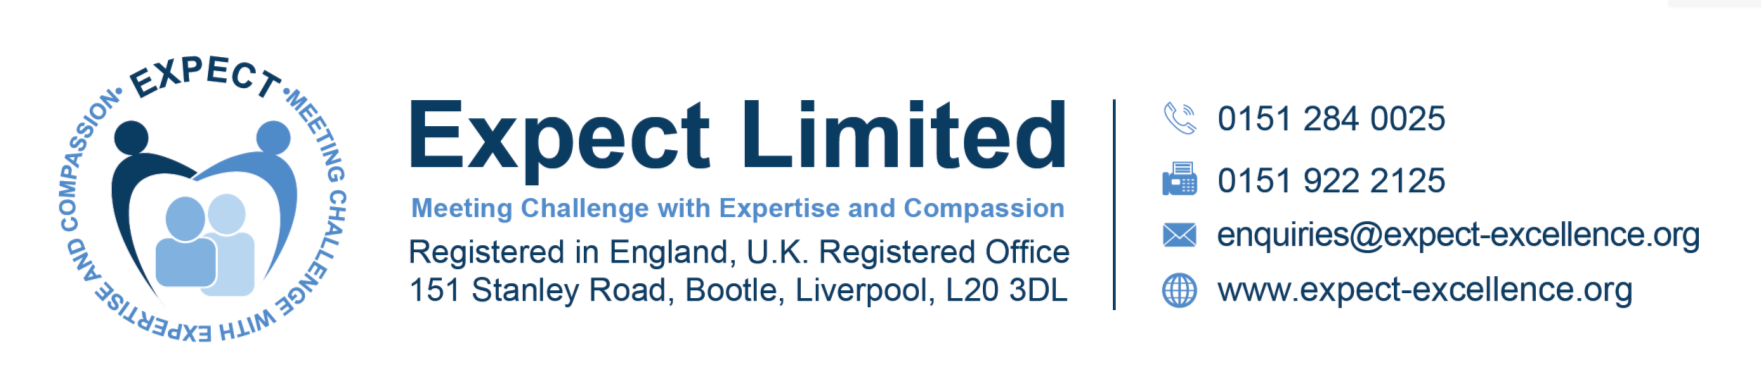 EXPECT • MEETING CHALLENGE WITH EXPERTISE AND COMPASSION •
Expect Limited
Meeting Challenge with Expertise and Compassion
Registered in England, U.K. Registered Office
151 Stanley Road, Bootle, Liverpool, L20 3DL
0151 284 0025
0151 922 2125
enquiries@expect-excellence.org
www.expect-excellence.org